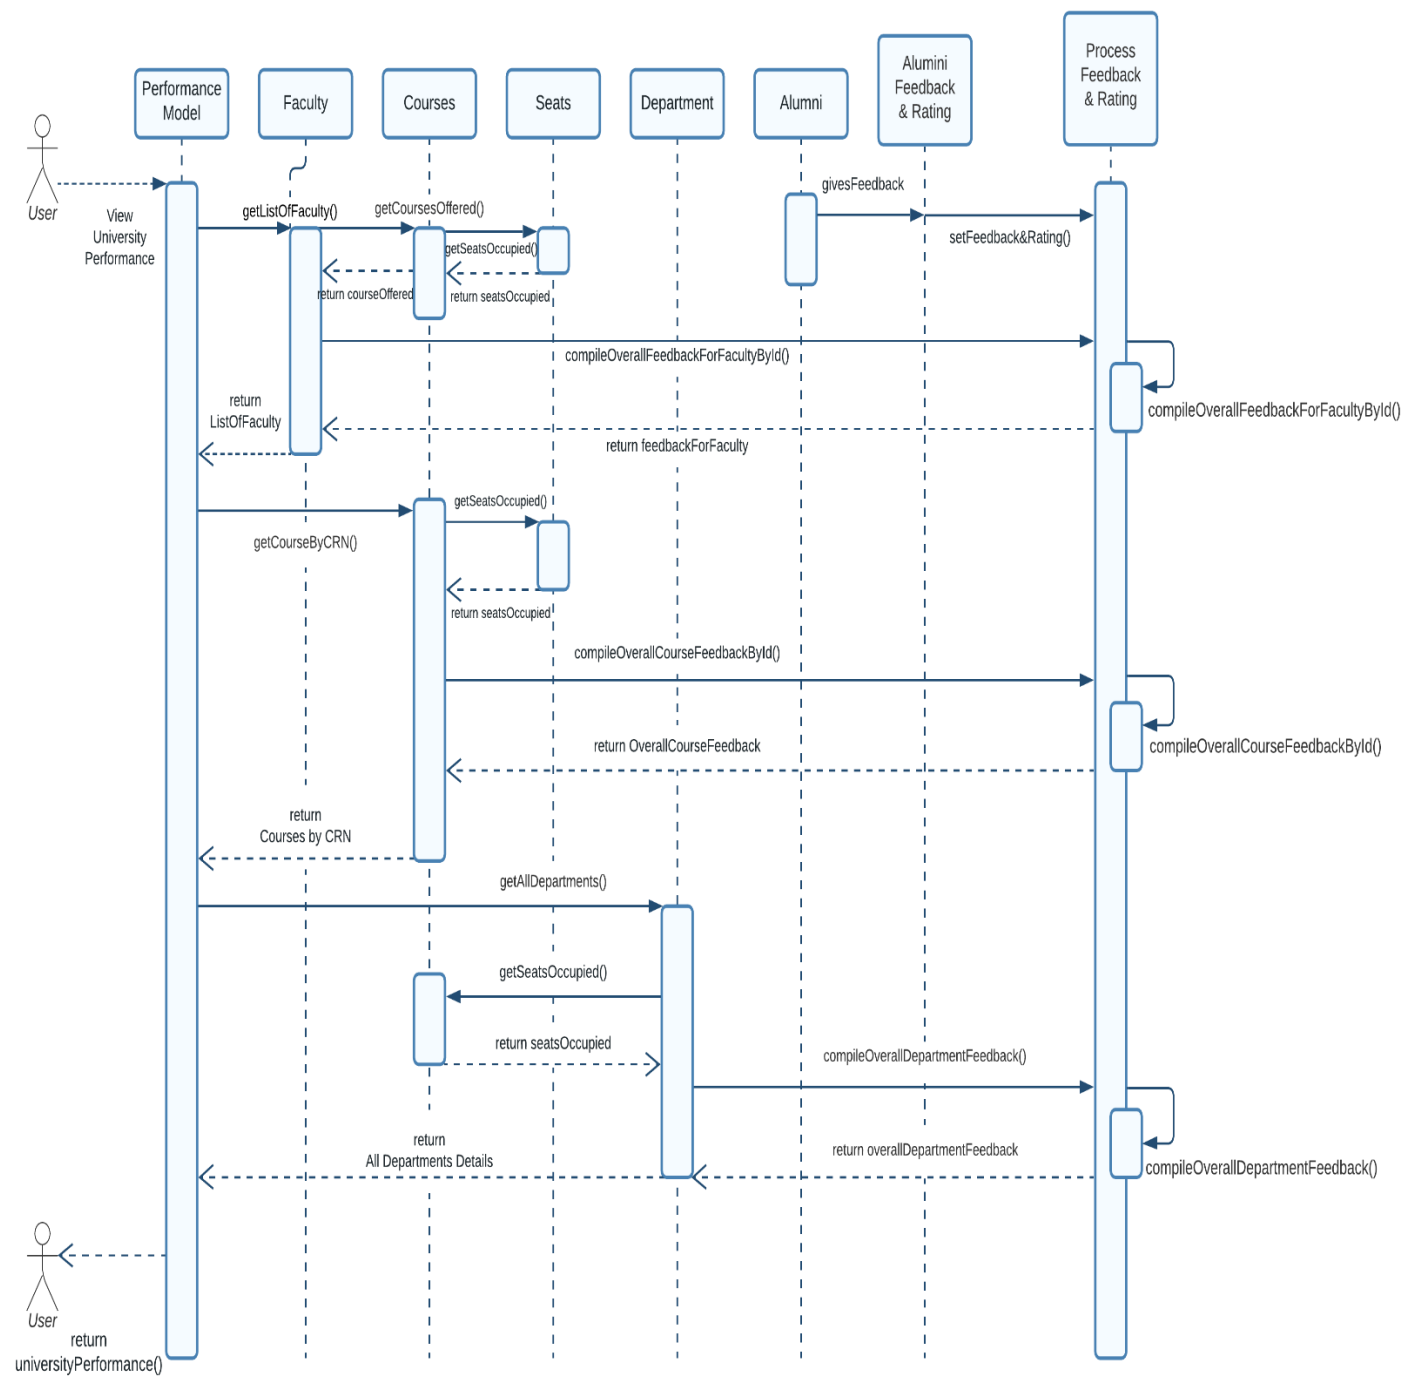 Performance
Model
Faculty
Courses
Seats
Department
Alumni
Alumini
Feedback
& Rating
Process
Feedback
& Rating
User
View
University
Performance
getListOfFaculty()
getCoursesOffered()
givesFeedback
setFeedback&Rating()
getSeatsOccupied()
return courseOffered
return seatsOccupied
compileOverallFeedbackForFacultyById()
compileOverallFeedbackForFacultyById()
return
ListOfFaculty
return feedbackForFaculty
getSeatsOccupied()
getCourseByCRN()
return seatsOccupied
compileOverallCourseFeedbackById()
return OverallCourseFeedback
compileOverallCourseFeedbackById()
return
Courses by CRN
getAllDepartments()
getSeatsOccupied()
return seatsOccupied
compileOverallDepartmentFeedback()
return
All Departments Details
return overallDepartmentFeedback
compileOverallDepartmentFeedback()
User
return
universityPerformance()